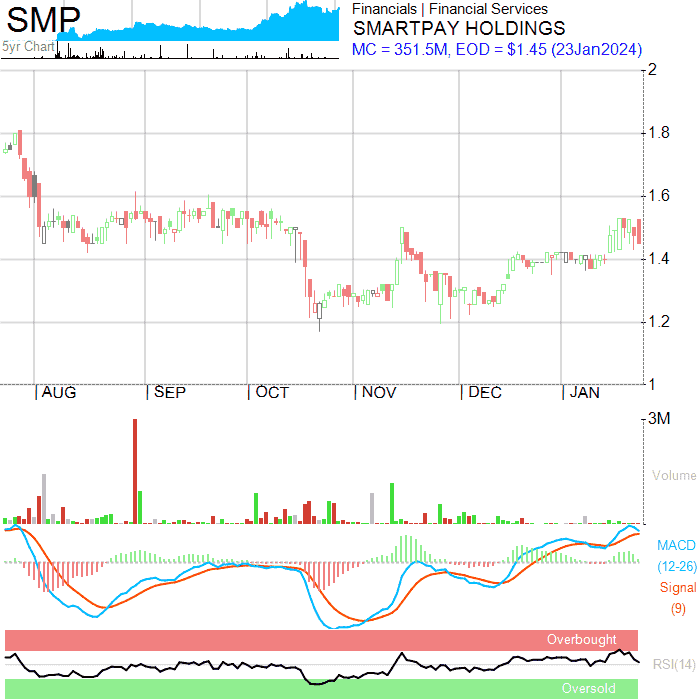 SMP
5yr Chart
Financials | Financial Services
SMARTPAY HOLDINGS
MC = 351.5M, EOD = $1.45 (23Jan2024)
2
1.8
1.6
1.4
1.2
1
| AUG | SEP | OCT | NOV | DEC | JAN
3M
Volume
MACD
(12-26)
Signal
(9)
Overbought
RSI(14)
Oversold